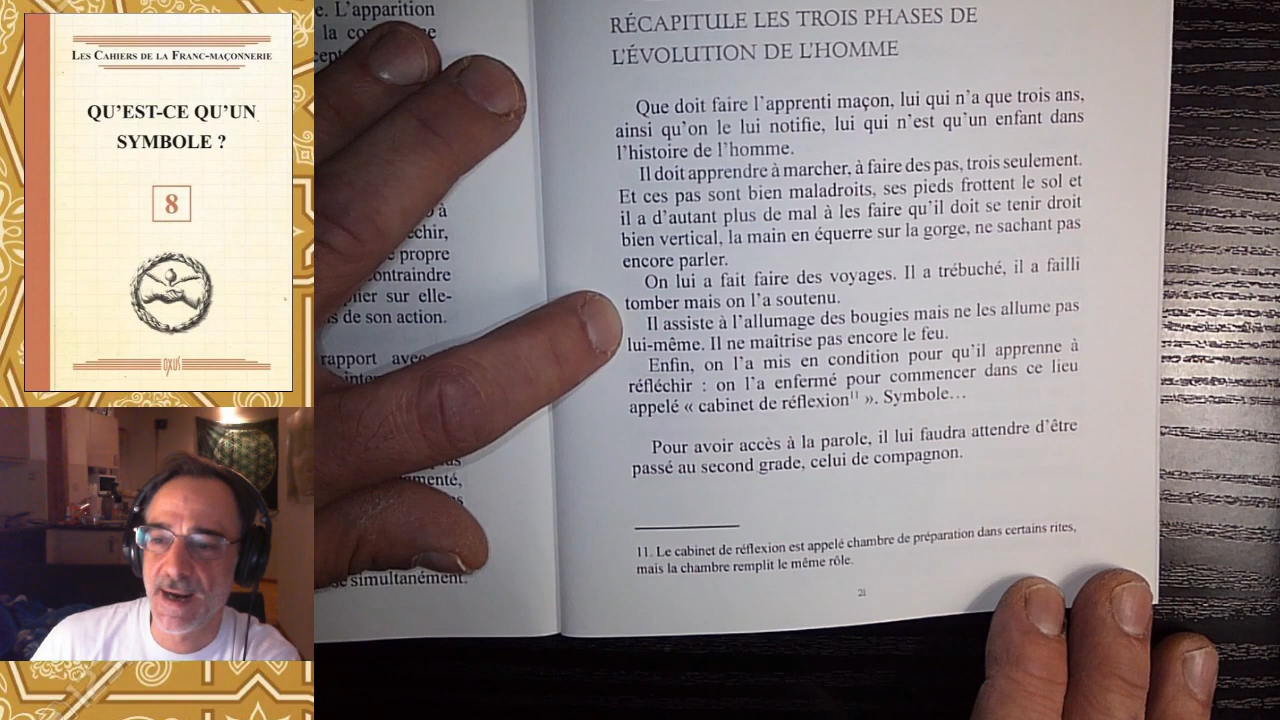 LES CAHIERS DE LA FRANC-MAÇONNERIE
QU'EST-CE QU'UN
SYMBOLE ?
8
OXUS
e. L'apparition
la
à
propre
contraindre
sur elle-
de son action.
rapport avec
simultanément.
RÉCAPITULE LES TROIS PHASES DE
L'ÉVOLUTION DE L'HOMME
Que doit faire l'apprenti maçon, lui qui n'a que trois ans,
ainsi qu'on le lui notifie, lui qui n'est qu'un enfant dans
l'histoire de l'homme.
Il doit apprendre à marcher, à faire des pas, trois seulement.
Et ces pas sont bien maladroits, ses pieds frottent le sol et
il a d'autant plus de mal à les faire qu'il doit se tenir droit
bien vertical, la main en équerre sur la gorge, ne sachant pas
encore parler.
On lui a fait faire des voyages. Il a trébuché, il a failli
tomber mais on l'a soutenu.
Il assiste à l'allumage des bougies mais ne les allume pas
lui-même. Il ne maîtrise pas encore le feu.
Enfin, on l'a mis en condition pour qu'il apprenne à
réfléchir : on l'a enfermé pour commencer dans ce lieu
appelé « cabinet de réflexion¹¹ ». Symbole…
Pour avoir accès à la parole, il lui faudra attendre d'être
passé au second grade, celui de compagnon.
11. Le cabinet de réflexion est appelé chambre de préparation dans certains rites,
mais la chambre remplit le même rôle.
21